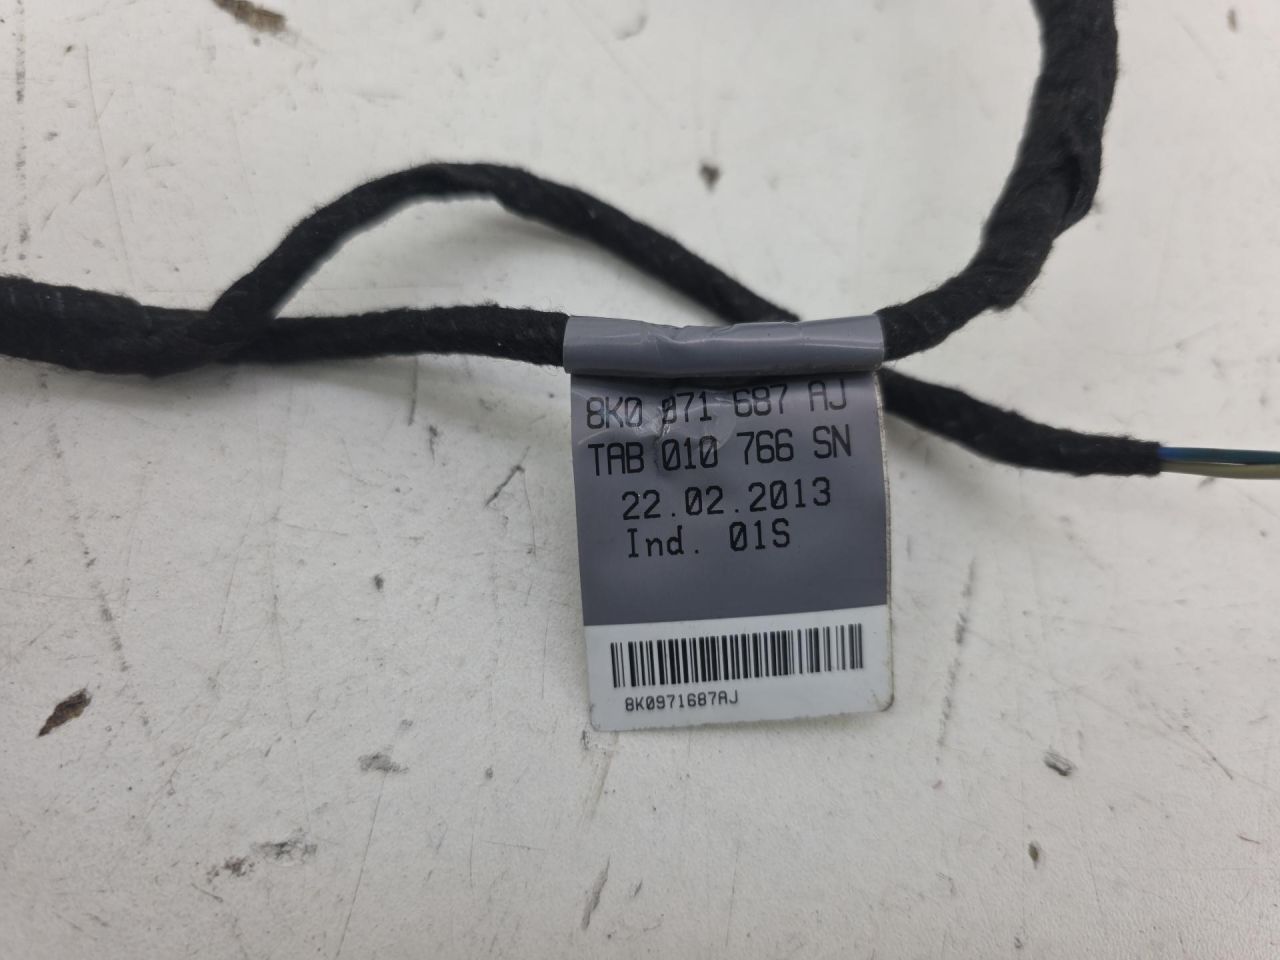 8K0 971 687 AJ
TAB 010 766 SN
22.02.2013
Ind. 01S
8K0971687AJ